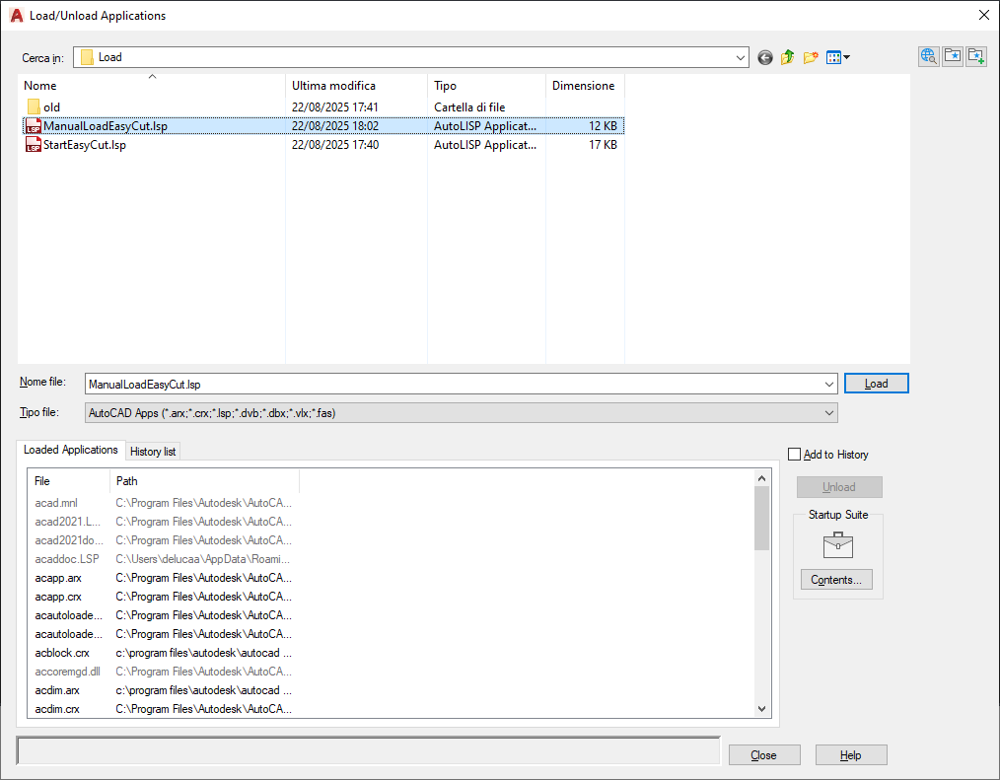 Load/Unload Applications
Cerca in: Load
Nome Ultima modifica Tipo Dimensione
old 22/08/2025 17:41 Cartella di file
ManualLoadEasyCut.lsp 22/08/2025 18:02 AutoLISP Applicat... 12 KB
StartEasyCut.lsp 22/08/2025 17:40 AutoLISP Applicat... 17 KB
Nome file: ManualLoadEasyCut.lsp Load
Tipo file: AutoCAD Apps (*.arx;*.crx;*.lsp;*.dvb;*.dbx;*.vlx;*.fas)
Loaded Applications History list
Add to History
File Path
acad.mnl C:\Program Files\Autodesk\AutoCA...
acad2021.L... C:\Program Files\Autodesk\AutoCA...
acad2021do... C:\Program Files\Autodesk\AutoCA...
acaddoc.LSP C:\Users\delucaa\AppData\Roami...
acapp.arx C:\Program Files\Autodesk\AutoCA...
acapp.crx C:\Program Files\Autodesk\AutoCA...
acautoloade... C:\Program Files\Autodesk\AutoCA...
acautoloade... C:\Program Files\Autodesk\AutoCA...
acblock.crx c:\program files\autodesk\autocad ...
accoremgd.dll C:\Program Files\Autodesk\AutoCA...
acdim.arx c:\program files\autodesk\autocad ...
acdim.crx C:\Program Files\Autodesk\AutoCA...
Unload
Startup Suite
Contents...
Close Help